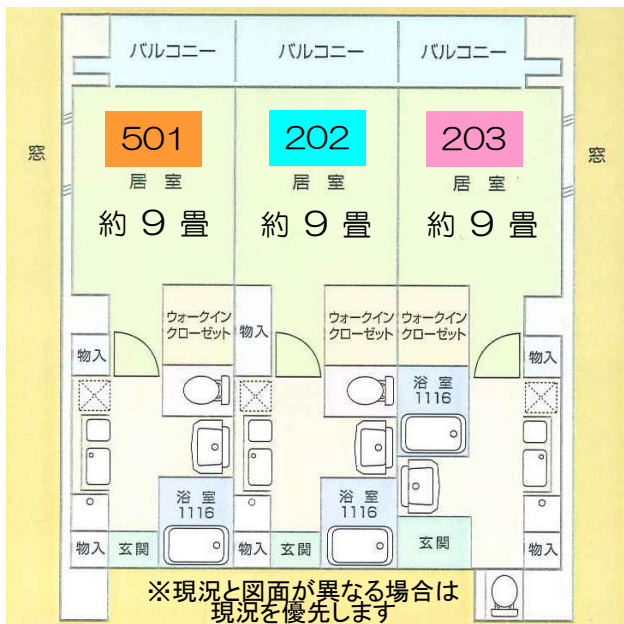 バルコニー バルコニー バルコニー
501 202 203
窓 窓
居室 居室 居室
約9畳 約9畳 約9畳
ウォークイン
クローゼット
物入
ウォークイン
クローゼット
ウォークイン
クローゼット
物入
物入
浴室
1116
浴室
1116
浴室
1116
物入 玄関 物入 玄関 玄関 物入
※現況と図面が異なる場合は
現況を優先します